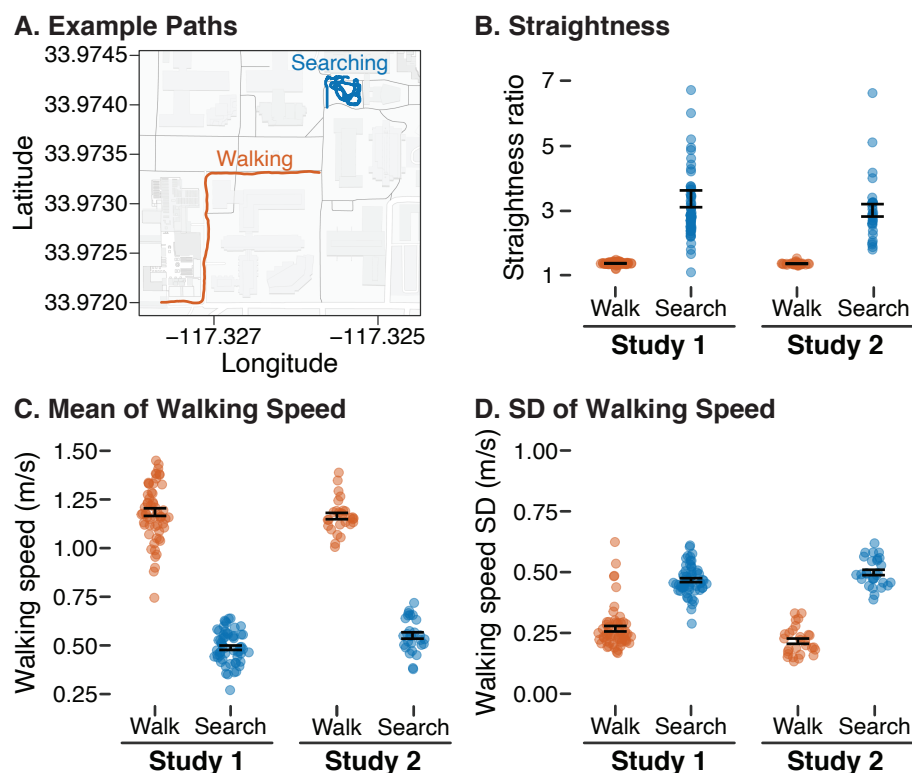 A. Example Paths
33.9745
33.9740
33.9735
33.9730
33.9725
33.9720
Latitude
Searching
Walking
−117.327
−117.325
Longitude
B. Straightness
7
5
3
1
Straightness ratio
Walk Search Walk Search
Study 1 Study 2
C. Mean of Walking Speed
1.50
1.25
1.00
0.75
0.50
0.25
Walking speed (m/s)
Walk Search Walk Search
Study 1 Study 2
D. SD of Walking Speed
1.00
0.75
0.50
0.25
0.00
Walking speed SD (m/s)
Walk Search Walk Search
Study 1 Study 2